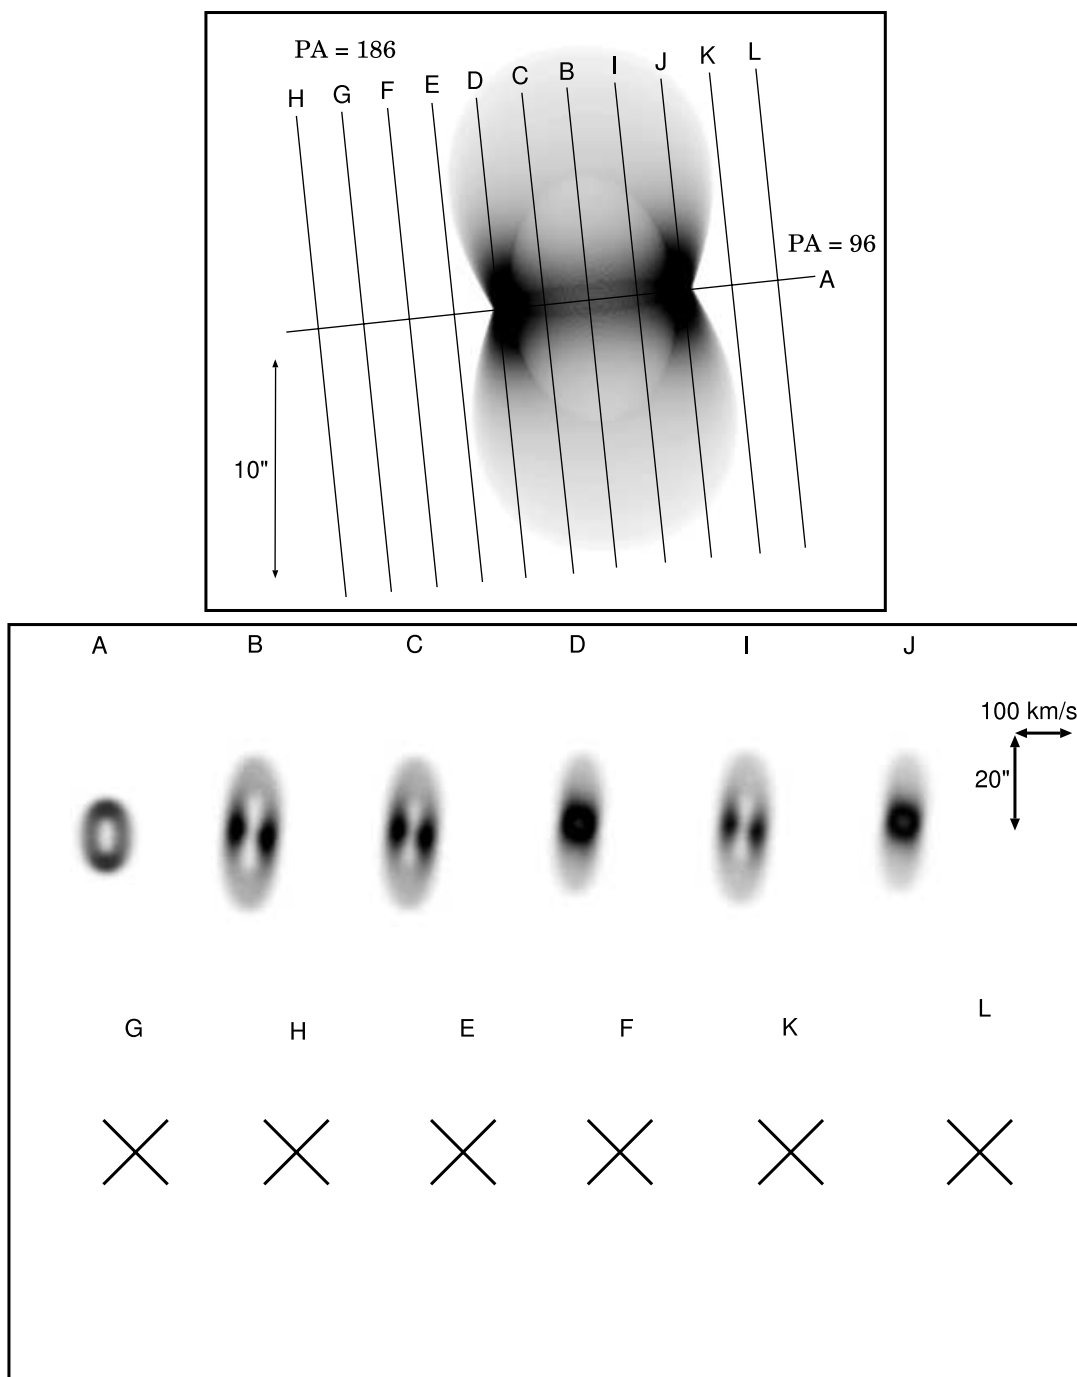 PA = 186
H G F E D C B I J K L
PA = 96
A
10"
A B C D I J
100 km/s
20"
G H E F K L